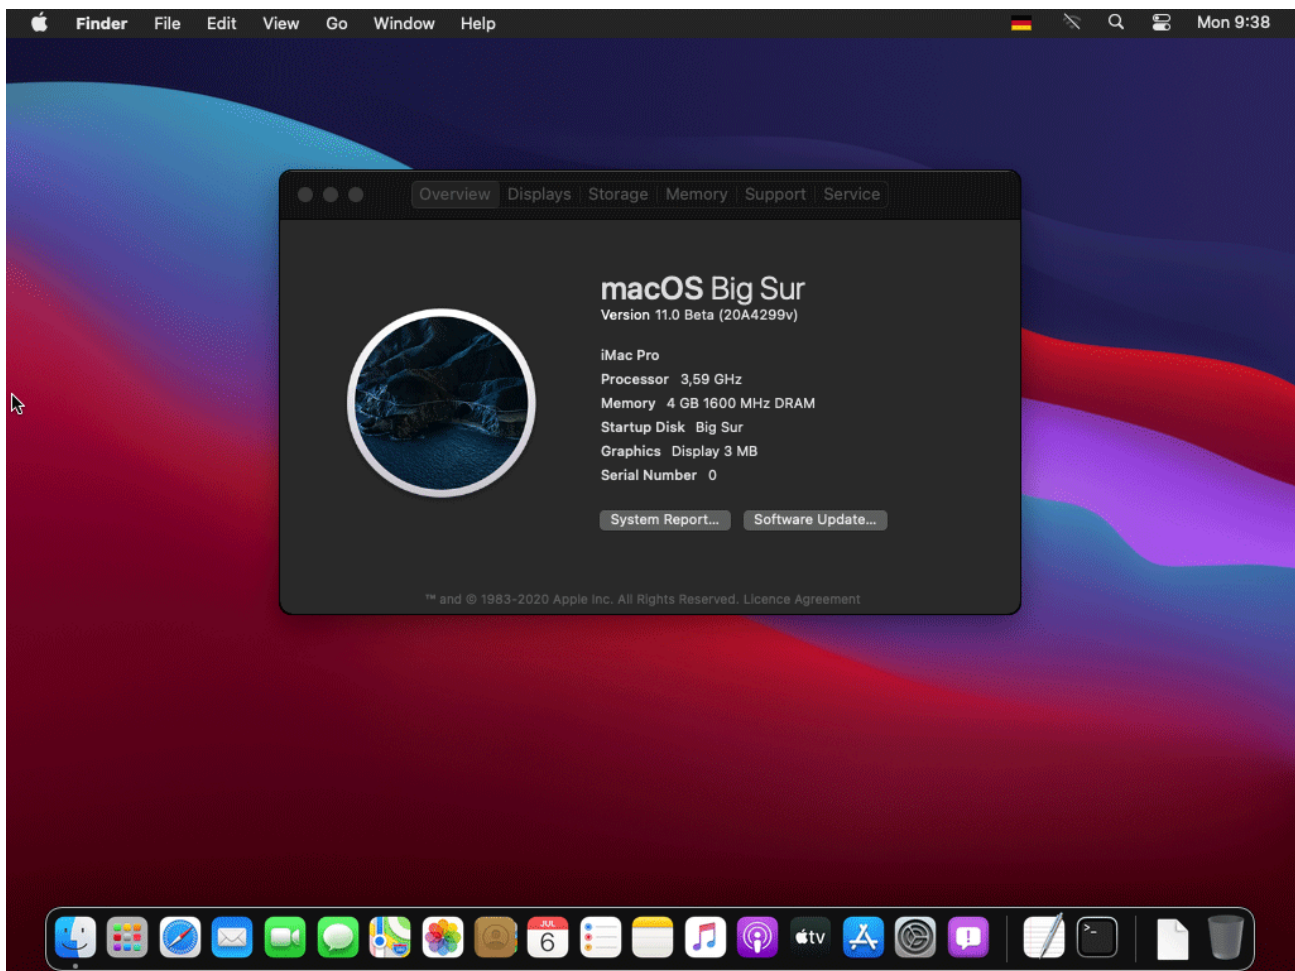 Finder File Edit View Go Window Help Mon 9:38
Overview Displays Storage Memory Support Service
macOS Big Sur
Version 11.0 Beta (20A4299v)
iMac Pro
Processor 3,59 GHz
Memory 4 GB 1600 MHz DRAM
Startup Disk Big Sur
Graphics Display 3 MB
Serial Number 0
System Report... Software Update...
™ and © 1983-2020 Apple Inc. All Rights Reserved. Licence Agreement
JUL
6
tv
>_